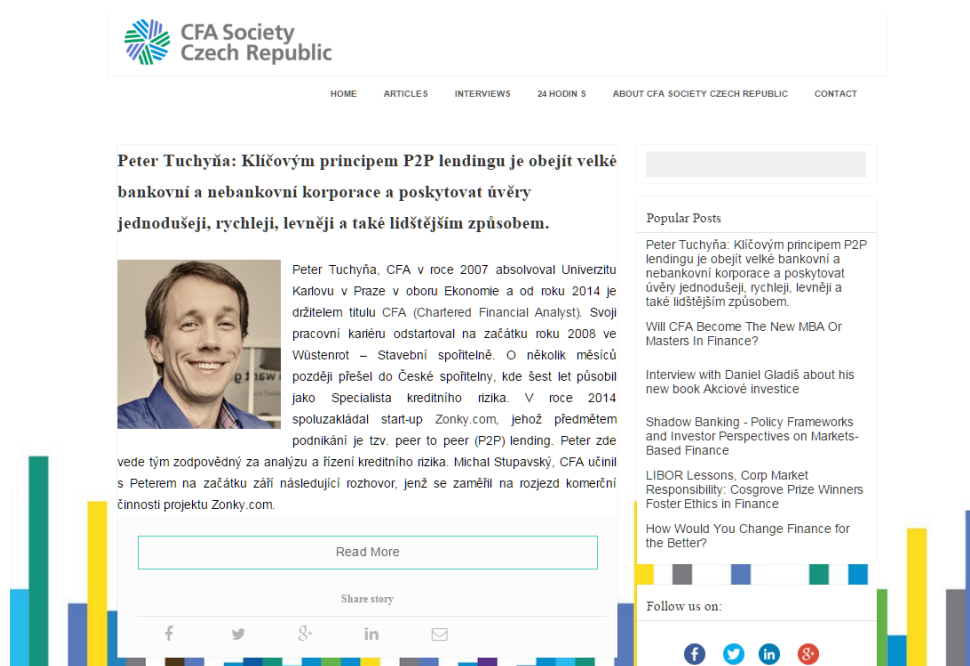 CFA Society
Czech Republic
HOME ARTICLES INTERVIEWS 24 HODIN S ABOUT CFA SOCIETY CZECH REPUBLIC CONTACT
Peter Tuchyňa: Klíčovým principem P2P lendingu je obejít velké
bankovní a nebankovní korporace a poskytovat úvěry
jednodušeji, rychleji, levněji a také lidštějším způsobem.
Peter Tuchyňa, CFA v roce 2007 absolvoval Univerzitu
Karlovu v Praze v oboru Ekonomie a od roku 2014 je
držitelem titulu CFA (Chartered Financial Analyst). Svoji
pracovní kariéru odstartoval na začátku roku 2008 ve
Wüstenrot – Stavební spořitelně. O několik měsíců
později přešel do České spořitelny, kde šest let působil
jako Specialista kreditního rizika. V roce 2014
spoluzakládal start-up Zonky.com, jehož předmětem
podnikání je tzv. peer to peer (P2P) lending. Peter zde
vede tým zodpovědný za analýzu a řízení kreditního rizika. Michal Stupavský, CFA učinil
s Peterem na začátku září následující rozhovor, jenž se zaměřil na rozjezd komerční
činnosti projektu Zonky.com.
Read More
Share story
Popular Posts
Peter Tuchyňa: Klíčovým principem P2P
lendingu je obejít velké bankovní a
nebankovní korporace a poskytovat
úvěry jednodušeji, rychleji, levněji a
také lidštějším způsobem.
Will CFA Become The New MBA Or
Masters In Finance?
Interview with Daniel Gladiš about his
new book Akciové investice
Shadow Banking - Policy Frameworks
and Investor Perspectives on Markets-
Based Finance
LIBOR Lessons, Corp Market
Responsibility: Cosgrove Prize Winners
Foster Ethics in Finance
How Would You Change Finance for
the Better?
Follow us on: